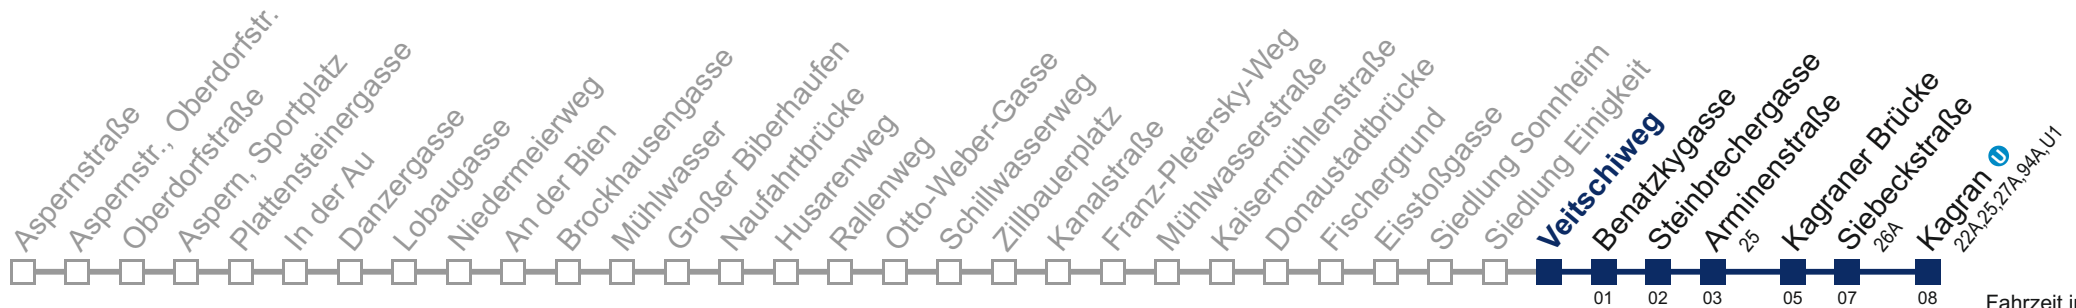 Aspernstraße
Aspernstr., Oberdorfstr.
Oberdorfstraße
Aspern, Sportplatz
Plattensteinergasse
In der Au
Danzergasse
Lobaugasse
Niedermeierweg
An der Bien
Brockhausengasse
Mühlwasser
Großer Biberhaufen
Naufahrtbrücke
Husarenweg
Rallenweg
Otto-Weber-Gasse
Schillwasserweg
Zillbauerplatz
Kanalstraße
Franz-Pletersky-Weg
Mühlwasserstraße
Kaisermühlenstraße
Donaustadtbrücke
Fischergrund
Eisstoßgasse
Siedlung Sonnheim
Siedlung Einigkeit
Veitschiweg
Benatzkygasse
Steinbrechergasse
Arminenstraße
25
Kagraner Brücke
Siebeckstraße
26A
Kagran U
22A,25,27A,94A,U1
01 02 03 05 07 08
Fahrzeit